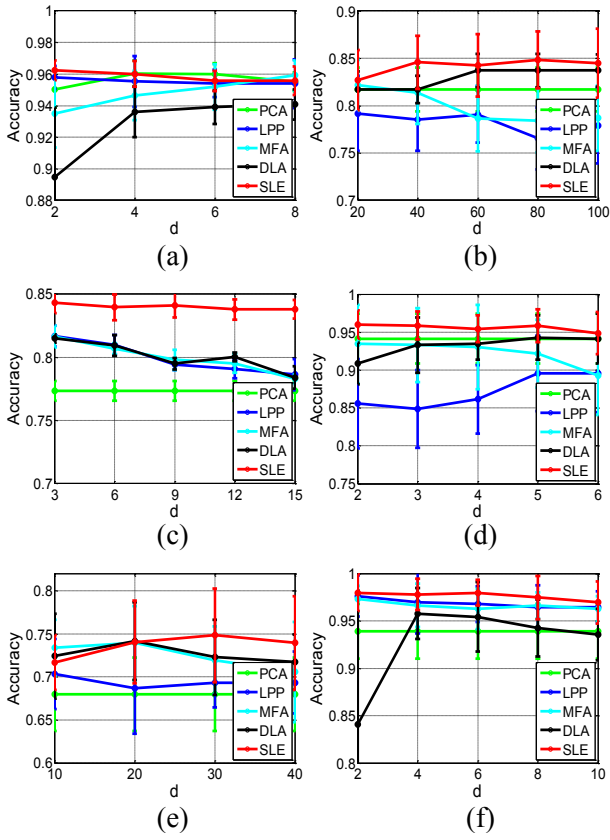 1
0.98
0.96
0.94
0.92
0.9
0.88
Accuracy
2 4 6 8
d
PCA
LPP
MFA
DLA
SLE
(a)
0.9
0.85
0.8
0.75
0.7
Accuracy
20 40 60 80 100
d
PCA
LPP
MFA
DLA
SLE
(b)
0.85
0.8
0.75
0.7
Accuracy
3 6 9 12 15
d
PCA
LPP
MFA
DLA
SLE
(c)
1
0.95
0.9
0.85
0.8
0.75
Accuracy
2 3 4 5 6
d
PCA
LPP
MFA
DLA
SLE
(d)
0.8
0.75
0.7
0.65
0.6
Accuracy
10 20 30 40
d
PCA
LPP
MFA
DLA
SLE
(e)
1
0.95
0.9
0.85
0.8
Accuracy
2 4 6 8 10
d
PCA
LPP
MFA
DLA
SLE
(f)